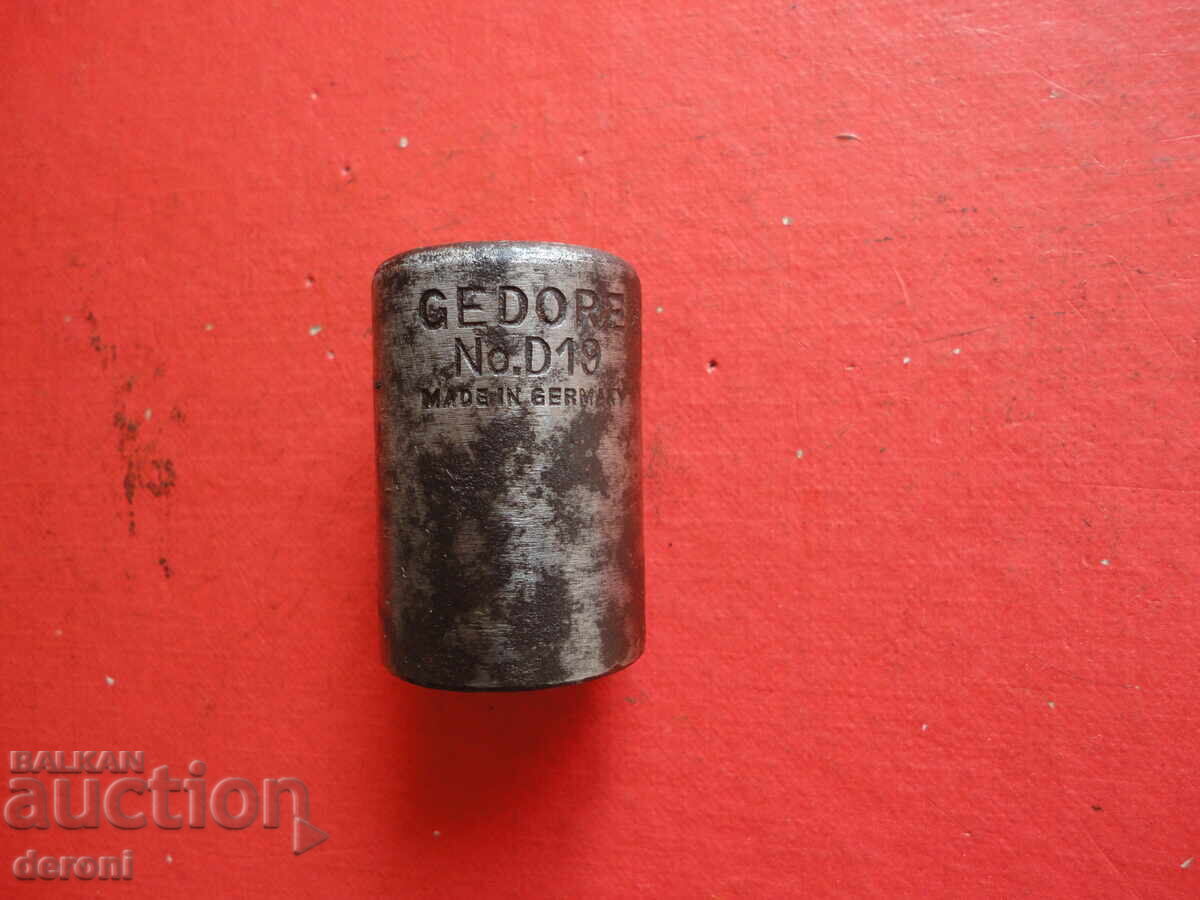 GEDORE
No.D19
MADE IN GERMANY
BALKAN
auction
deroni